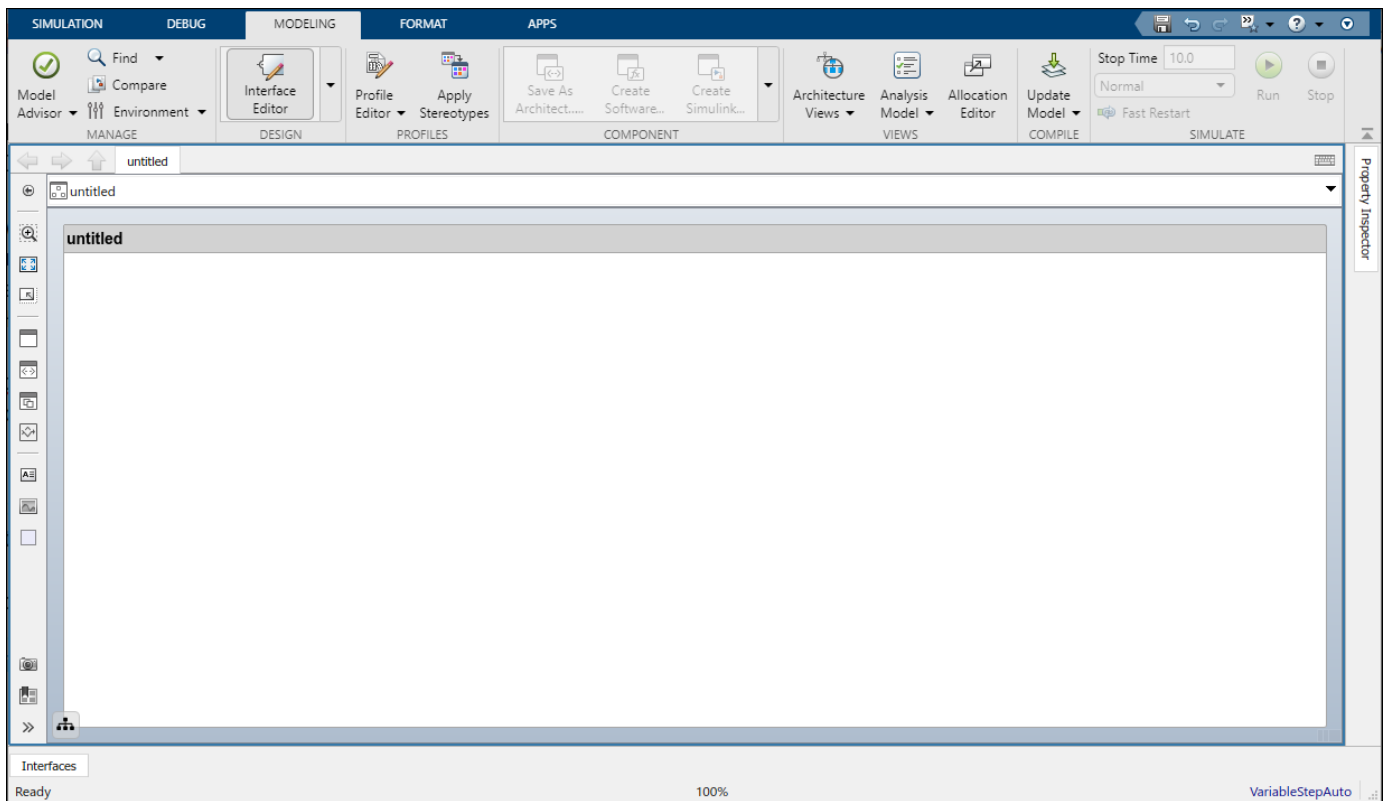 SIMULATION DEBUG MODELING FORMAT APPS
Find
Compare
Environment
Model
Advisor
MANAGE
Interface
Editor
DESIGN
Profile
Editor
Apply
Stereotypes
PROFILES
Save As
Architect.....
Create
Software...
Create
Simulink...
COMPONENT
Architecture
Views
Analysis
Model
Allocation
Editor
VIEWS
Update
Model
COMPILE
Stop Time 10.0
Normal
Fast Restart
Run
Stop
SIMULATE
untitled
untitled
untitled
Property Inspector
Interfaces
Ready 100% VariableStepAuto